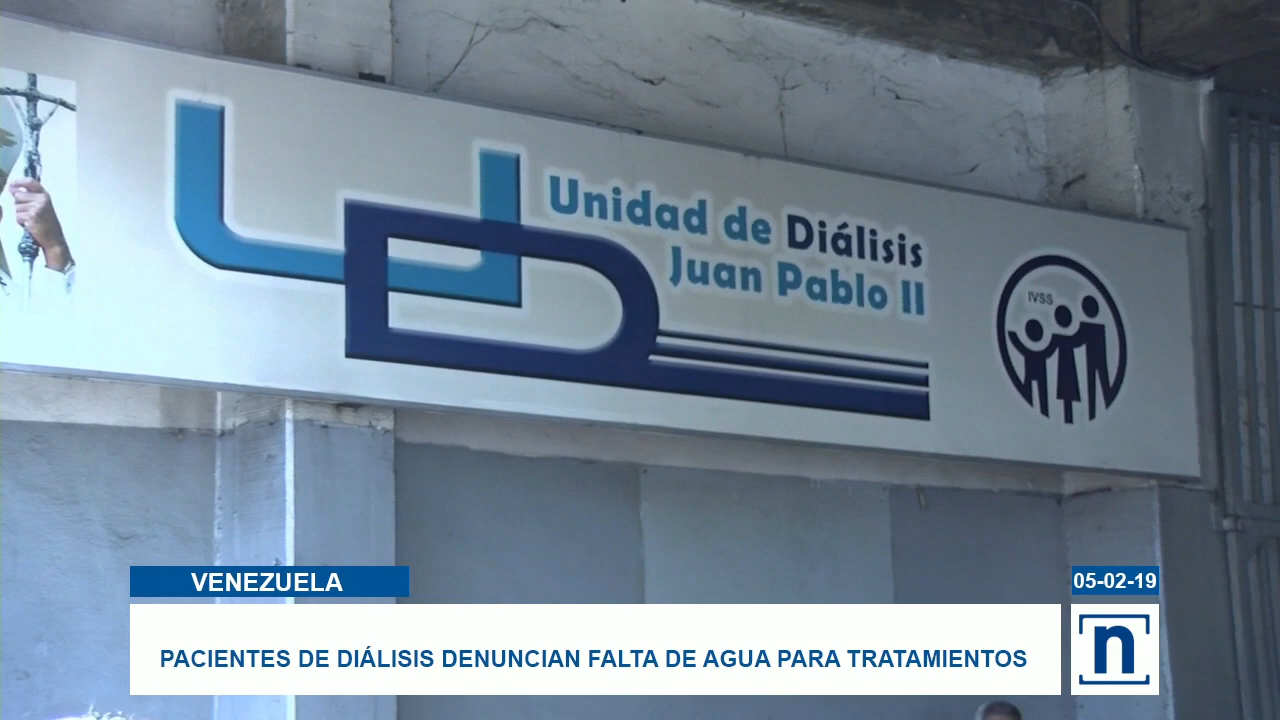 Unidad de Diálisis
Juan Pablo II
IVSS
VENEZUELA
05-02-19
PACIENTES DE DIÁLISIS DENUNCIAN FALTA DE AGUA PARA TRATAMIENTOS
n